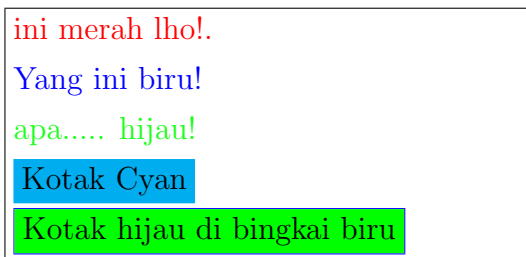 ini merah lho!.
Yang ini biru!
apa..... hijau!
Kotak Cyan
Kotak hijau di bingkai biru